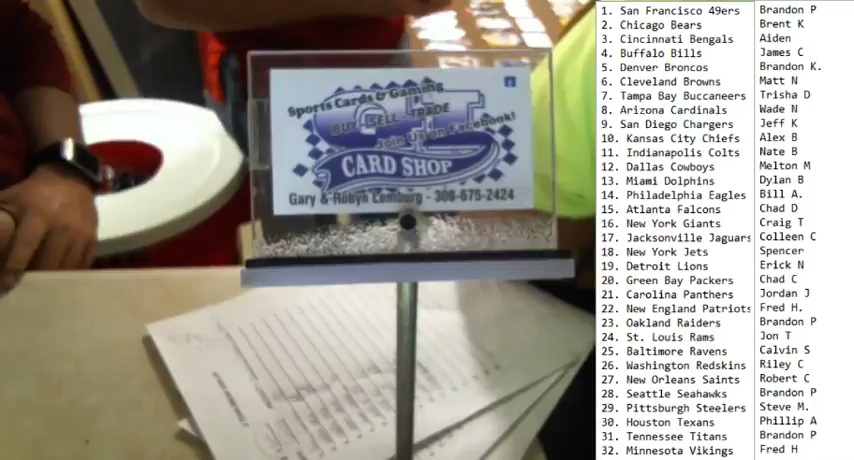 Sports Cards & Gaming
BUY SELL TRADE
Join Us on Facebook!
CARD SHOP
Gary & Robyn Lemburg - 308-675-2424
1. San Francisco 49ers Brandon P
2. Chicago Bears Brent K
3. Cincinnati Bengals Aiden
4. Buffalo Bills James C
5. Denver Broncos Brandon K.
6. Cleveland Browns Matt N
7. Tampa Bay Buccaneers Trisha D
8. Arizona Cardinals Wade N
9. San Diego Chargers Jeff K
10. Kansas City Chiefs Alex B
11. Indianapolis Colts Nate B
12. Dallas Cowboys Melton M
13. Miami Dolphins Dylan B
14. Philadelphia Eagles Bill A.
15. Atlanta Falcons Chad D
16. New York Giants Craig T
17. Jacksonville Jaguars Colleen C
18. New York Jets Spencer
19. Detroit Lions Erick N
20. Green Bay Packers Chad C
21. Carolina Panthers Jordan J
22. New England Patriots Fred H.
23. Oakland Raiders Brandon P
24. St. Louis Rams Jon T
25. Baltimore Ravens Calvin S
26. Washington Redskins Riley C
27. New Orleans Saints Robert C
28. Seattle Seahawks Brandon P
29. Pittsburgh Steelers Steve M.
30. Houston Texans Phillip A
31. Tennessee Titans Brandon P
32. Minnesota Vikings Fred H